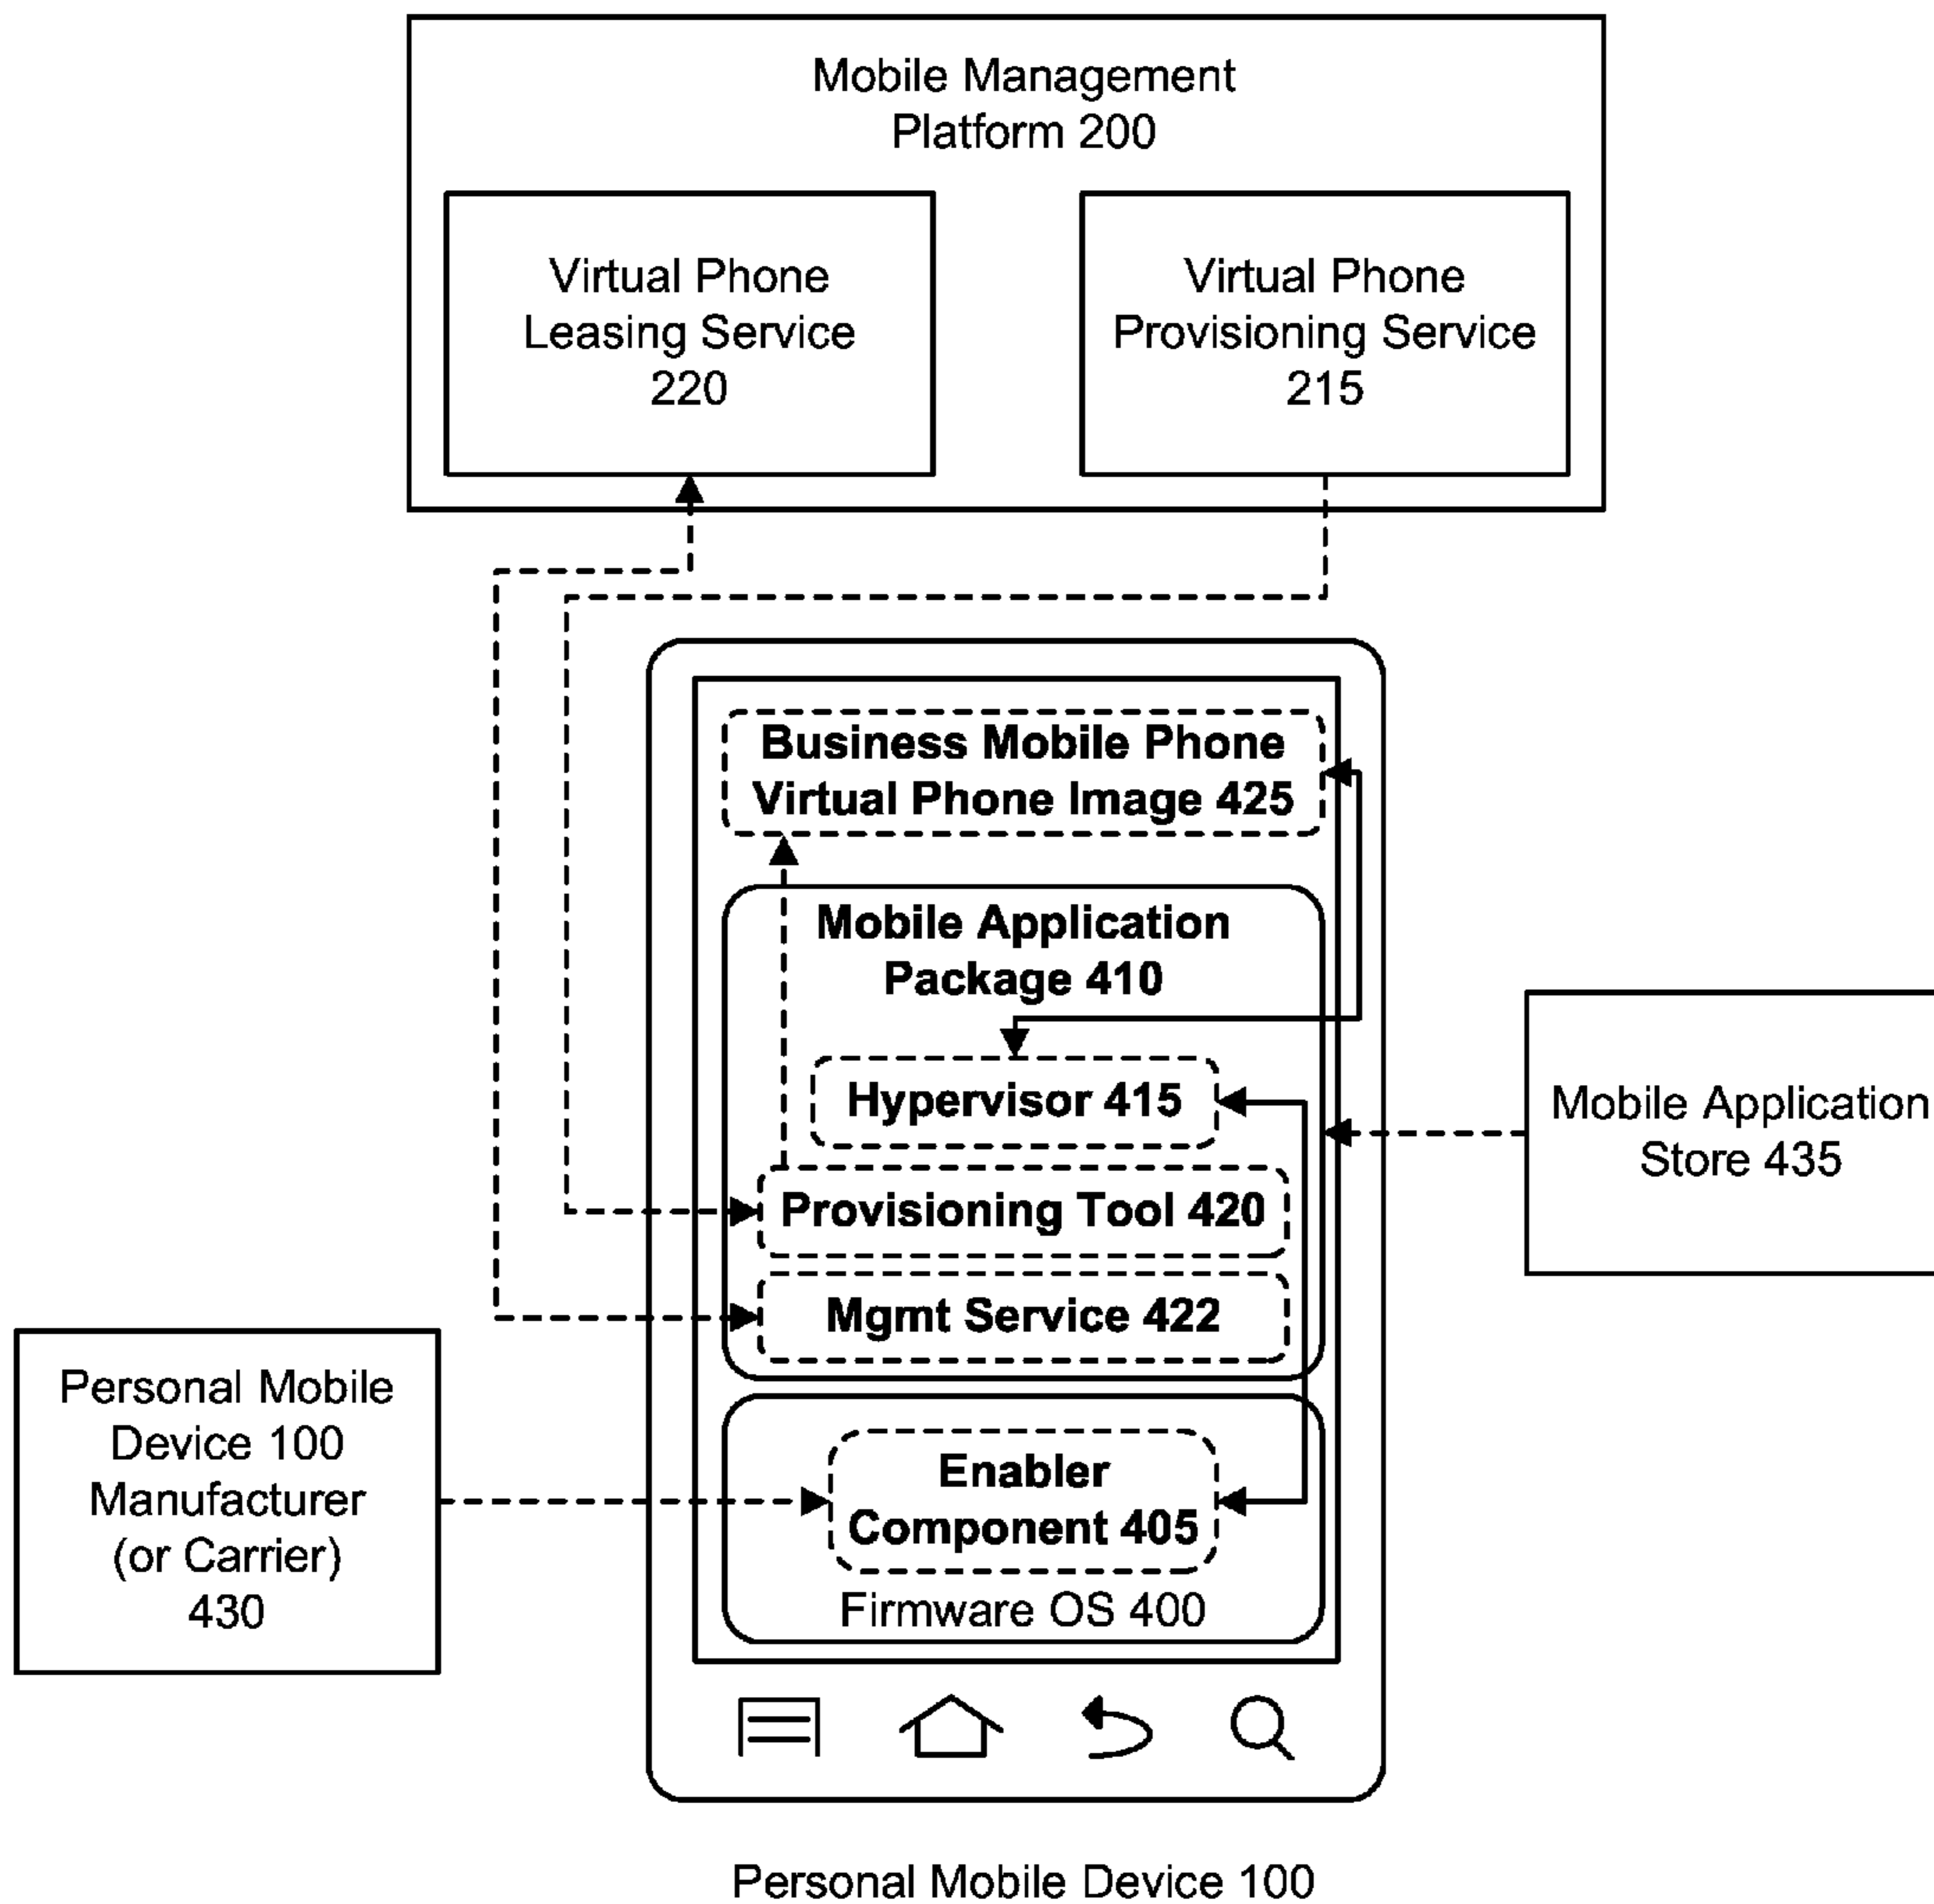 Mobile Management
Platform 200
Virtual Phone
Leasing Service
220
Virtual Phone
Provisioning Service
215
Business Mobile Phone
Virtual Phone Image 425
Mobile Application
Package 410
Hypervisor 415
Provisioning Tool 420
Mgmt Service 422
Mobile Application
Store 435
Personal Mobile
Device 100
Manufacturer
(or Carrier)
430
Enabler
Component 405
Firmware OS 400
Personal Mobile Device 100